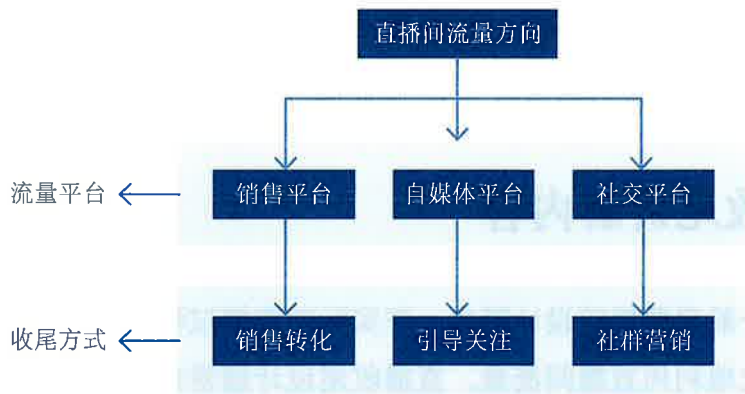 直播间流量方向
流量平台
销售平台
自媒体平台
社交平台
收尾方式
销售转化
引导关注
社群营销